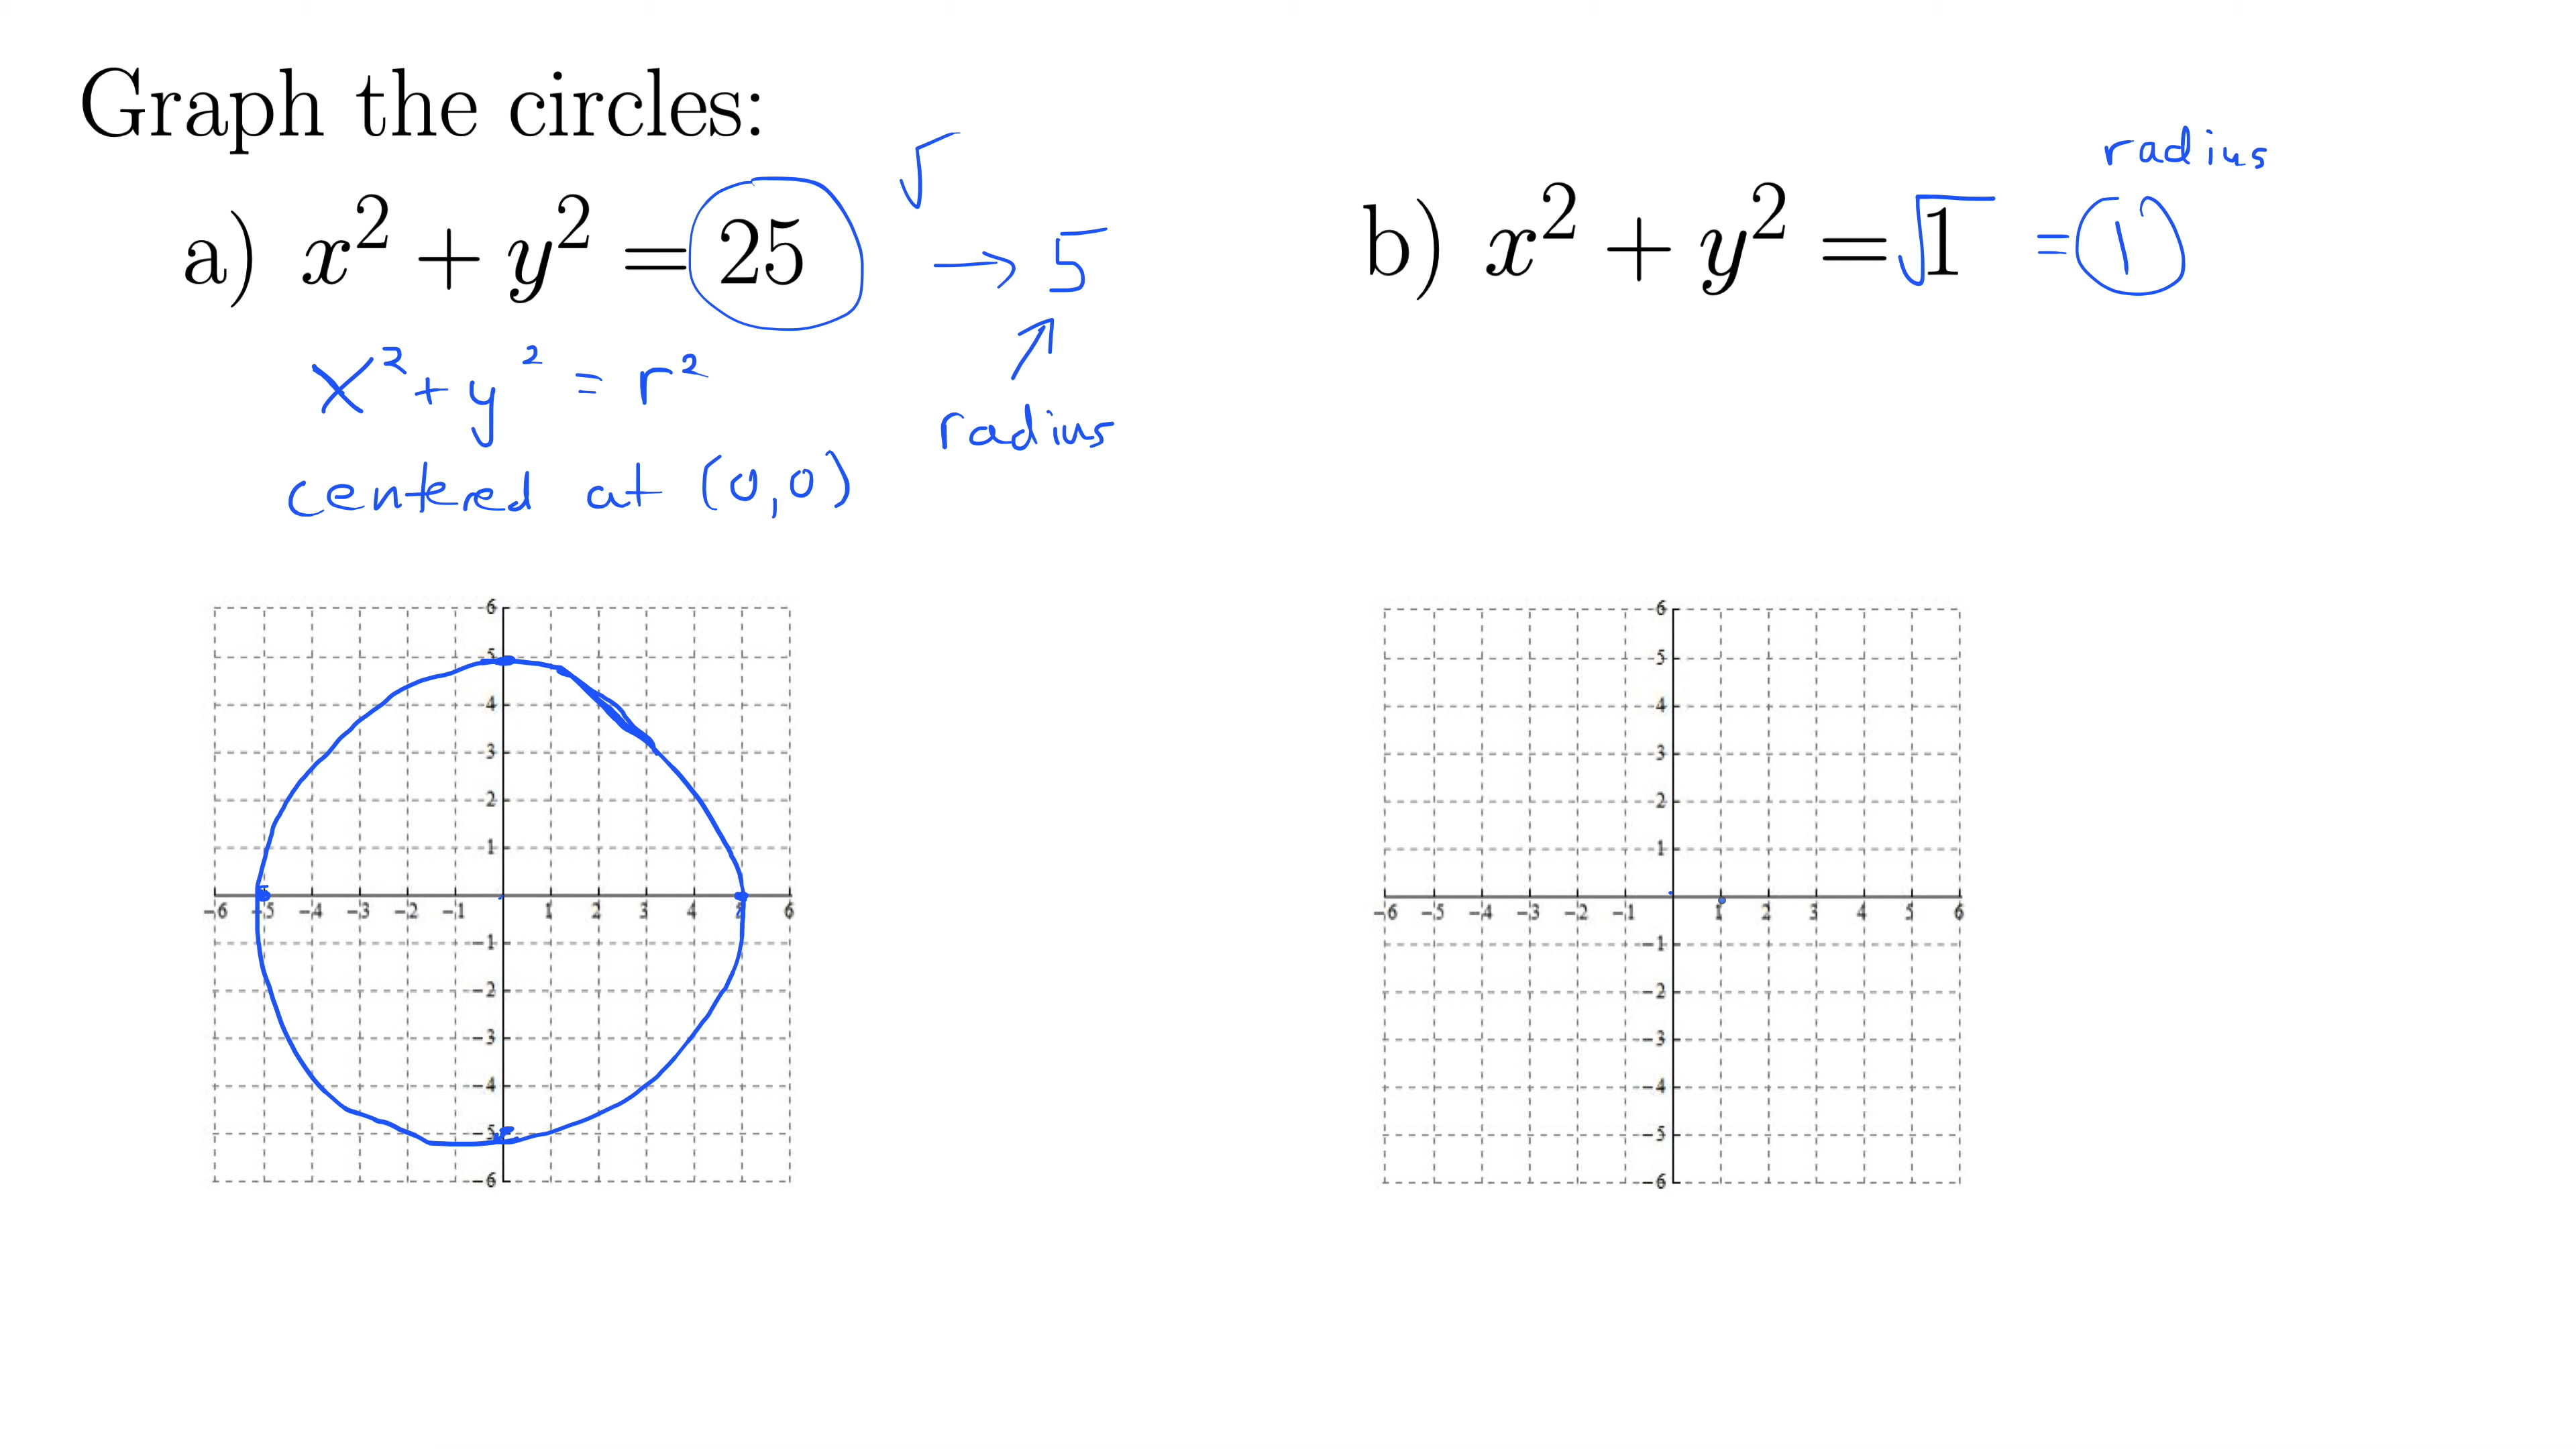 Graph the circles:
a) x² + y² = 25
√ → 5
x² + y² = r²
radius
centered at (0,0)
6
5
4
3
2
1
-6 -5 -4 -3 -2 -1 1 2 3 4 5 6
-1
-2
-3
-4
-5
-6
radius
b) x² + y² = √1 = 1
6
5
4
3
2
1
-6 -5 -4 -3 -2 -1 1 2 3 4 5 6
-1
-2
-3
-4
-5
-6